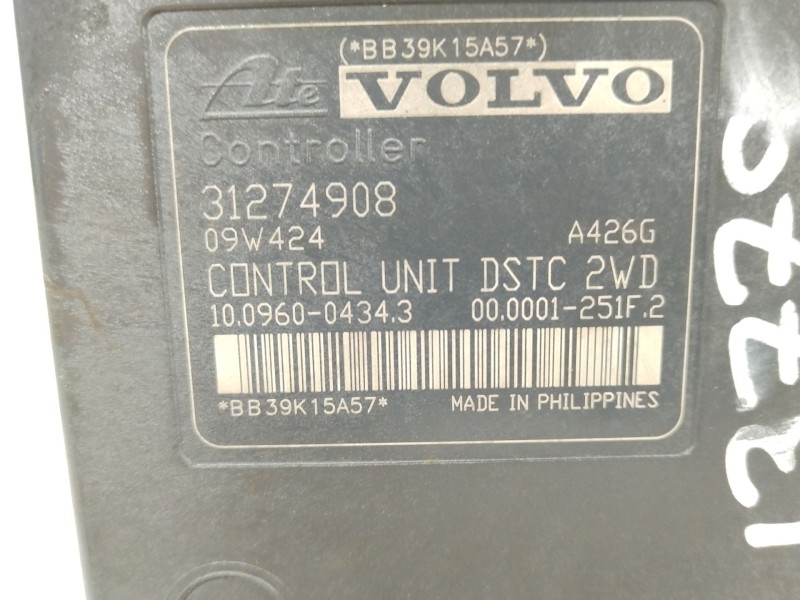 (*BB39K15A57*)
Ate VOLVO
Controller
31274908
09W424 A426G
CONTROL UNIT DSTC 2WD
10.0960-0434.3 00.0001-251F.2
*BB39K15A57* MADE IN PHILIPPINES
13770